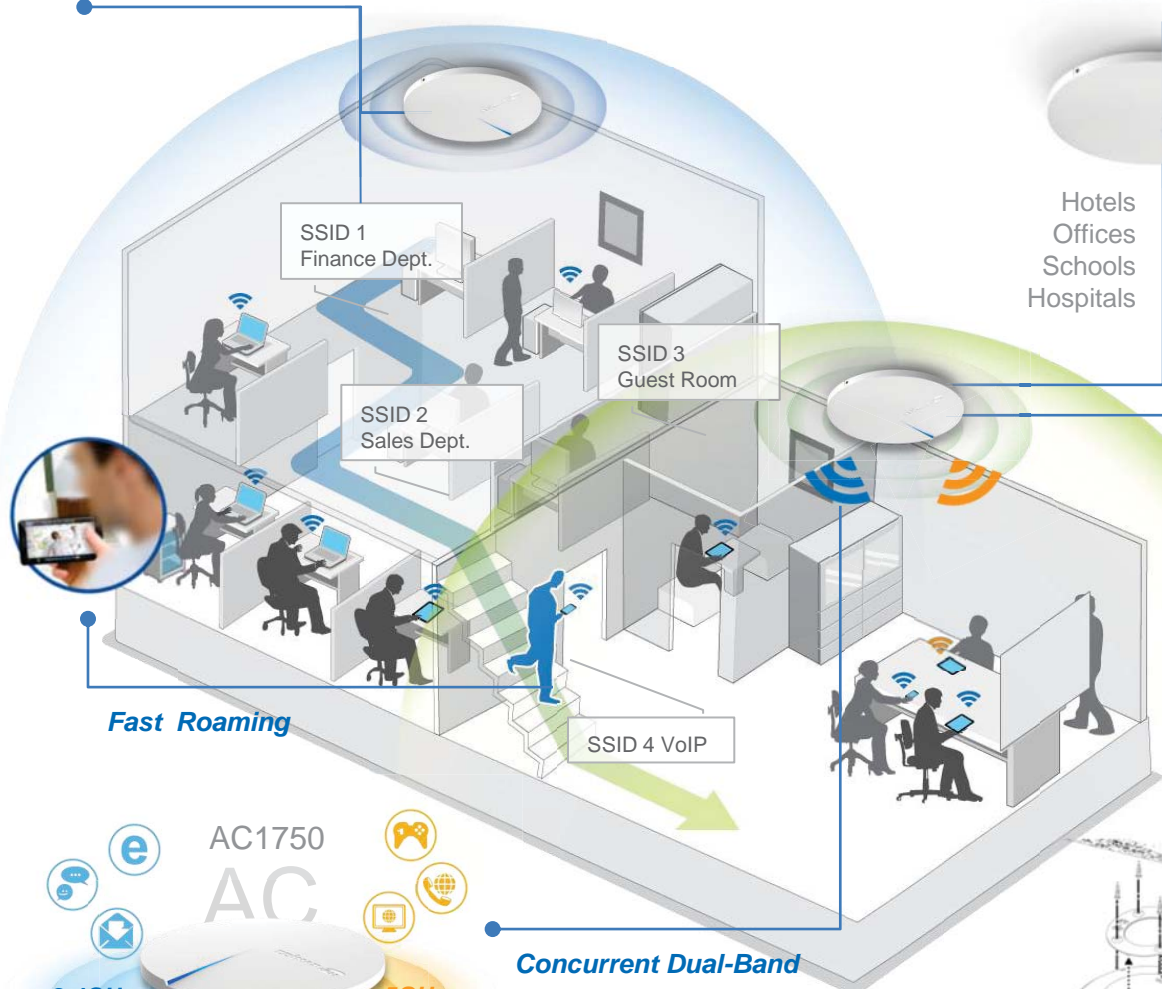 SSID 1
Finance Dept.
Hotels
Offices
Schools
Hospitals
SSID 3
Guest Room
SSID 2
Sales Dept.
Fast Roaming
SSID 4 VoIP
AC1750
AC
e
Concurrent Dual-Band